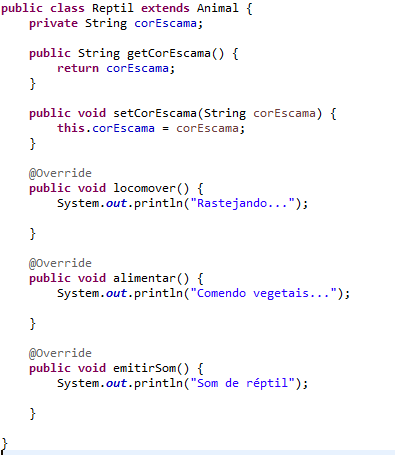 public class Reptil extends Animal {
    private String corEscama;

    public String getCorEscama() {
        return corEscama;
    }

    public void setCorEscama(String corEscama) {
        this.corEscama = corEscama;
    }

    @Override
    public void locomover() {
        System.out.println("Rastejando...");

    }

    @Override
    public void alimentar() {
        System.out.println("Comendo vegetais...");

    }

    @Override
    public void emitirSom() {
        System.out.println("Som de réptil");

    }

}